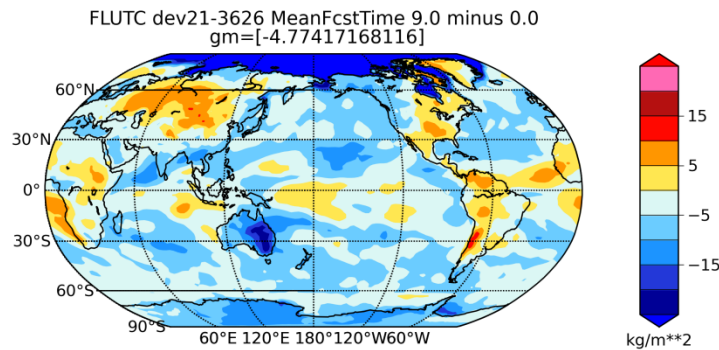 FLUTC dev21-3626 MeanFcstTime 9.0 minus 0.0
gm=[-4.77417168116]
60°N
30°N
0°
30°S
60°S
90°S
60°E 120°E 180° 120°W 60°W
15
5
−5
−15
kg/m**2